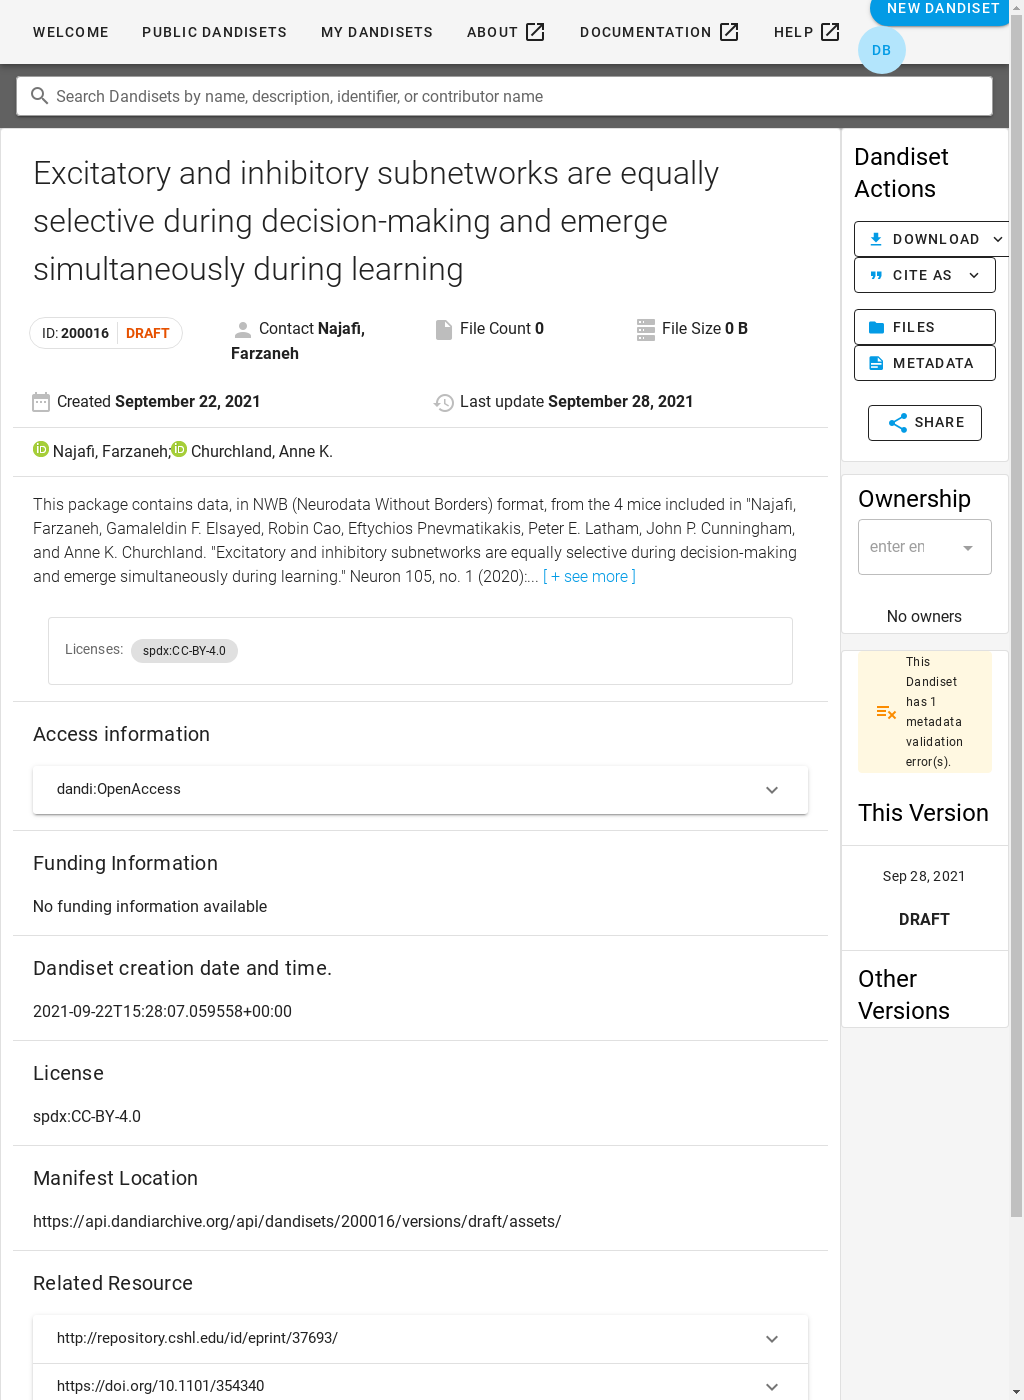 WELCOME
PUBLIC DANDISETS
MY DANDISETS
ABOUT
DOCUMENTATION
HELP
NEW DANDISET
DB
Search Dandisets by name, description, identifier, or contributor name
Excitatory and inhibitory subnetworks are equally
selective during decision-making and emerge
simultaneously during learning
ID: 200016 DRAFT
Contact Najafi,
Farzaneh
File Count 0
File Size 0 B
Created September 22, 2021
Last update September 28, 2021
iD Najafi, Farzaneh; iD Churchland, Anne K.
This package contains data, in NWB (Neurodata Without Borders) format, from the 4 mice included in "Najafi,
Farzaneh, Gamaleldin F. Elsayed, Robin Cao, Eftychios Pnevmatikakis, Peter E. Latham, John P. Cunningham,
and Anne K. Churchland. "Excitatory and inhibitory subnetworks are equally selective during decision-making
and emerge simultaneously during learning." Neuron 105, no. 1 (2020):... [ + see more ]
Licenses: spdx:CC-BY-4.0
Access information
dandi:OpenAccess
Funding Information
No funding information available
Dandiset creation date and time.
2021-09-22T15:28:07.059558+00:00
License
spdx:CC-BY-4.0
Manifest Location
https://api.dandiarchive.org/api/dandisets/200016/versions/draft/assets/
Related Resource
http://repository.cshl.edu/id/eprint/37693/
https://doi.org/10.1101/354340
Dandiset
Actions
DOWNLOAD
CITE AS
FILES
METADATA
SHARE
Ownership
enter en
No owners
This
Dandiset
has 1
metadata
validation
error(s).
This Version
Sep 28, 2021
DRAFT
Other
Versions